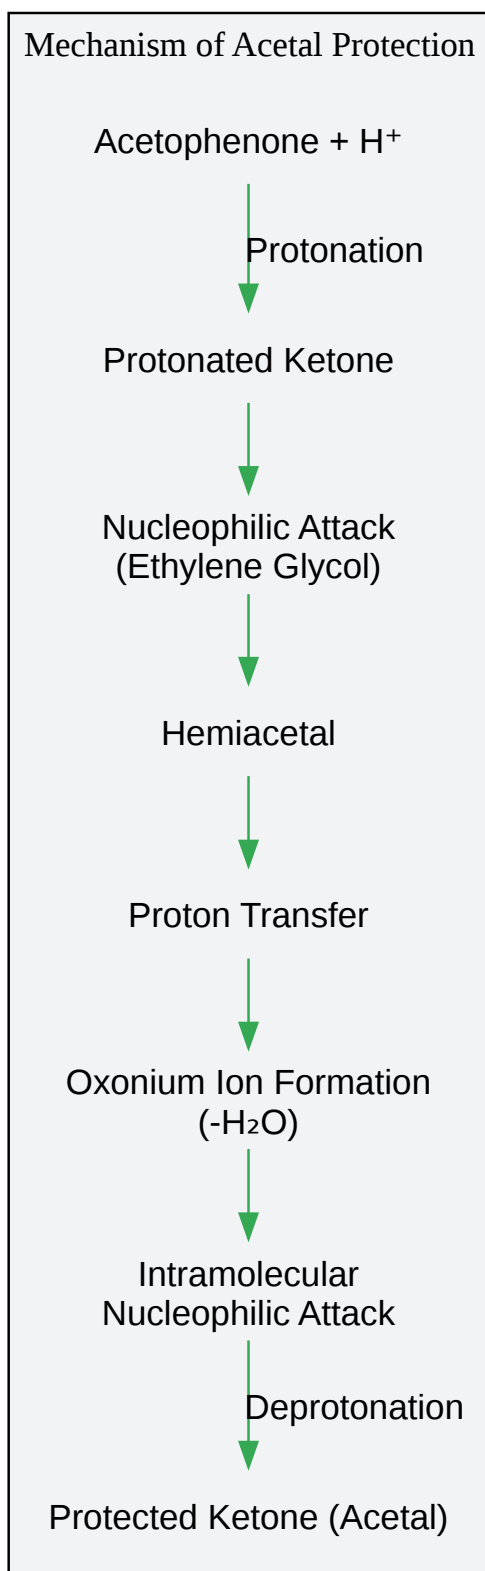 Mechanism of Acetal Protection
Acetophenone + H⁺
Protonation
Protonated Ketone
Nucleophilic Attack
(Ethylene Glycol)
Hemiacetal
Proton Transfer
Oxonium Ion Formation
(-H₂O)
Intramolecular
Nucleophilic Attack
Deprotonation
Protected Ketone (Acetal)